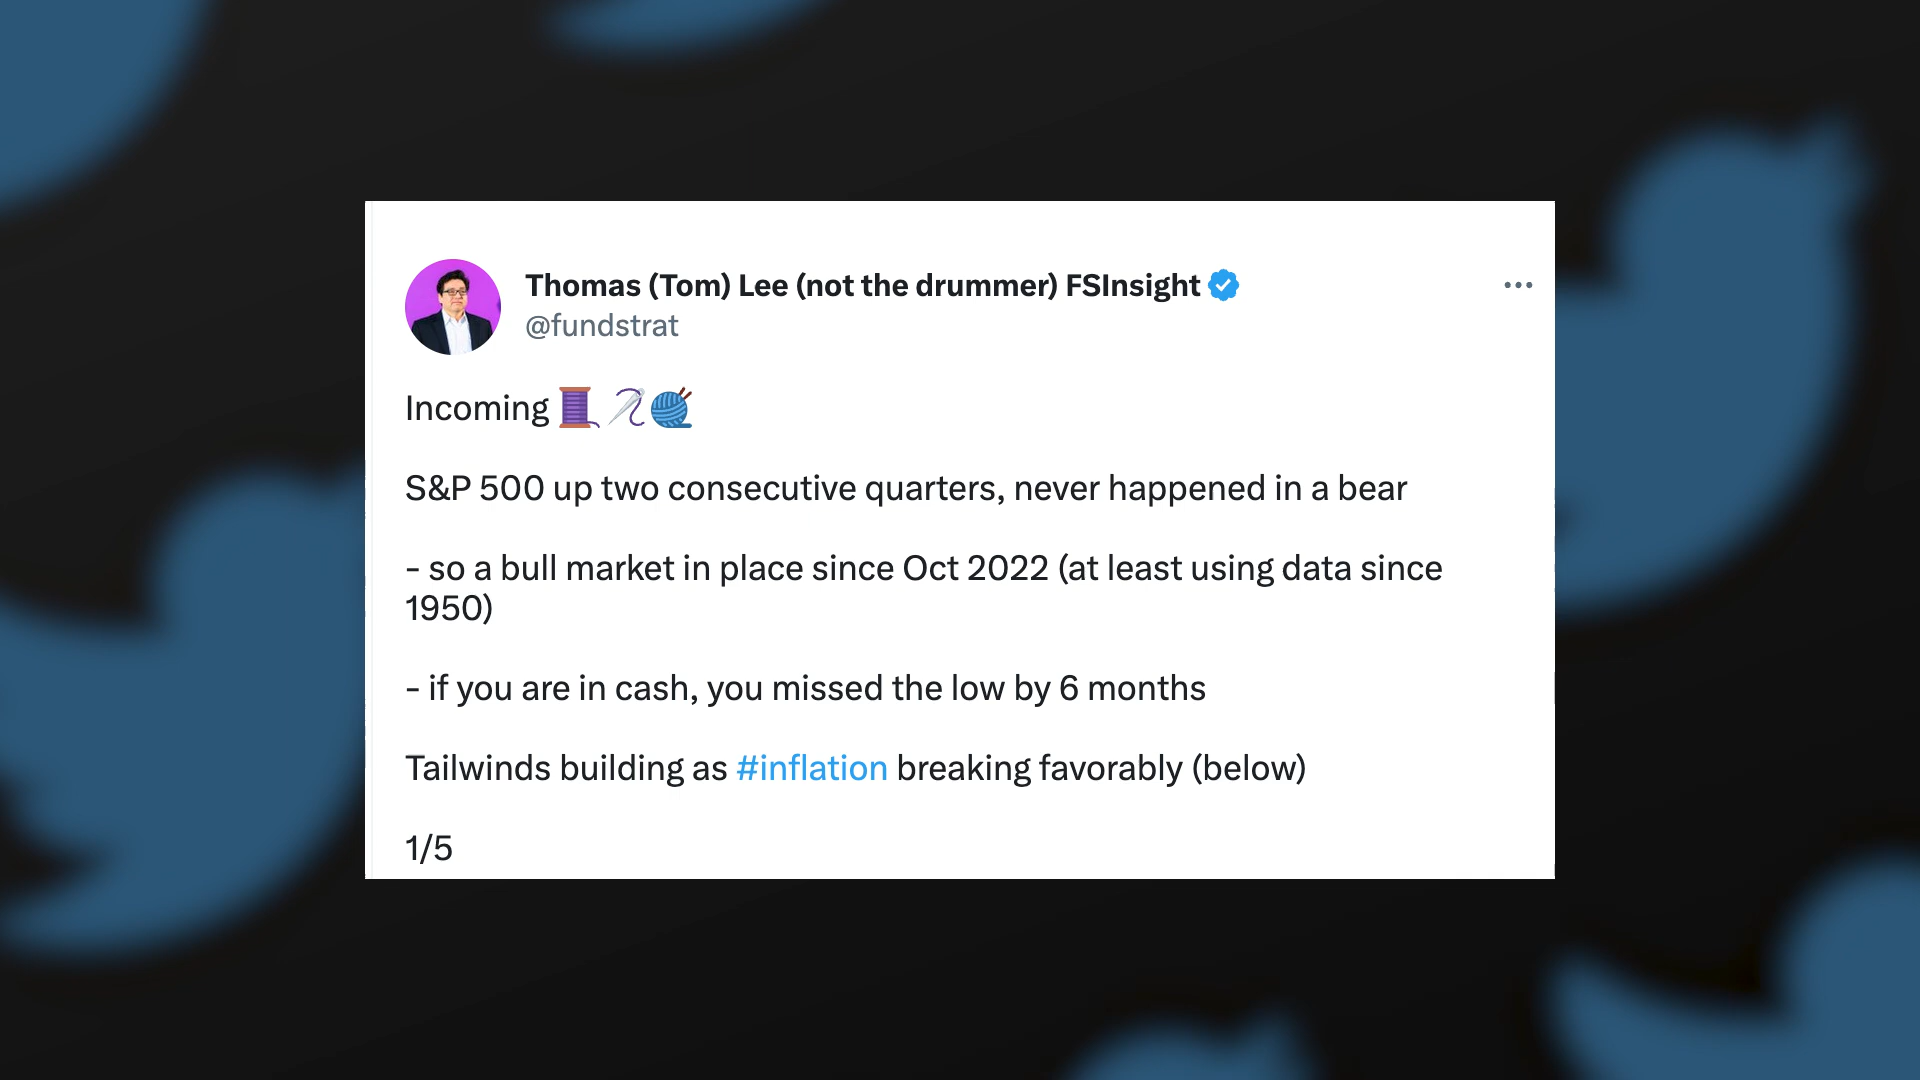 Thomas (Tom) Lee (not the drummer) FSInsight
@fundstrat
Incoming 🧵🪡🧶
S&P 500 up two consecutive quarters, never happened in a bear
- so a bull market in place since Oct 2022 (at least using data since
1950)
- if you are in cash, you missed the low by 6 months
Tailwinds building as #inflation breaking favorably (below)
1/5